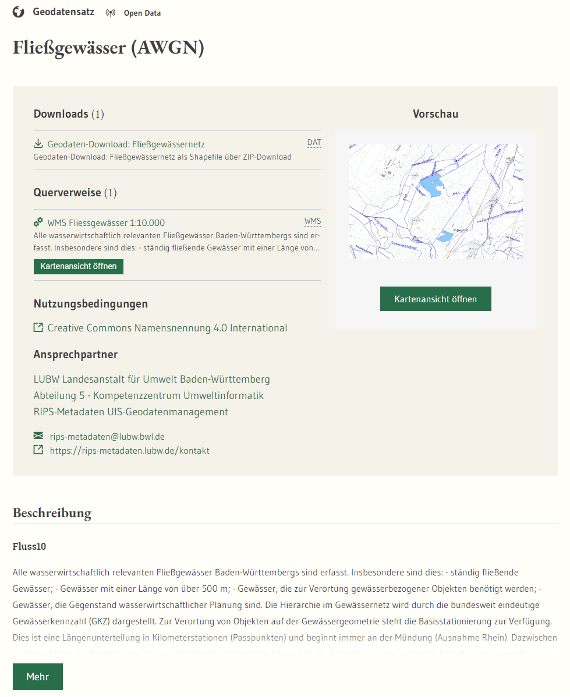 Geodatensatz Open Data
Fließgewässer (AWGN)
Downloads (1)
Geodaten-Download: Fließgewässernetz DAT
Geodaten-Download: Fließgewässernetz als Shapefile über ZIP-Download
Querverweise (1)
WMS Fliessgewässer 1:10.000 WMS
Alle wasserwirtschaftlich relevanten Fließgewässer Baden-Württembergs sind er-
fasst. Insbesondere sind dies: - ständig fließende Gewässer mit einer Länge von...
Kartenansicht öffnen
Nutzungsbedingungen
Creative Commons Namensnennung 4.0 International
Ansprechpartner
LUBW Landesanstalt für Umwelt Baden-Württemberg
Abteilung 5 - Kompetenzzentrum Umweltinformatik
RIPS-Metadaten UIS-Geodatenmanagement
rips-metadaten@lubw.bwl.de
https://rips-metadaten.lubw.de/kontakt
Vorschau
Kartenansicht öffnen
Beschreibung
Fluss10
Alle wasserwirtschaftlich relevanten Fließgewässer Baden-Württembergs sind erfasst. Insbesondere sind dies: - ständig fließende
Gewässer; - Gewässer mit einer Länge von über 500 m; - Gewässer, die zur Verortung gewässerbezogener Objekten benötigt werden; -
Gewässer, die Gegenstand wasserwirtschaftlicher Planung sind. Die Hierarchie im Gewässernetz wird durch die bundesweit eindeutige
Gewässerkennzahl (GKZ) dargestellt. Zur Verortung von Objekten auf der Gewässergeometrie steht die Basisstationierung zur Verfügung.
Dies ist eine Längenunterteilung in Kilometerstationen (Passpunkten) und beginnt immer an der Mündung (Ausnahme Rhein). Dazwischen
Mehr